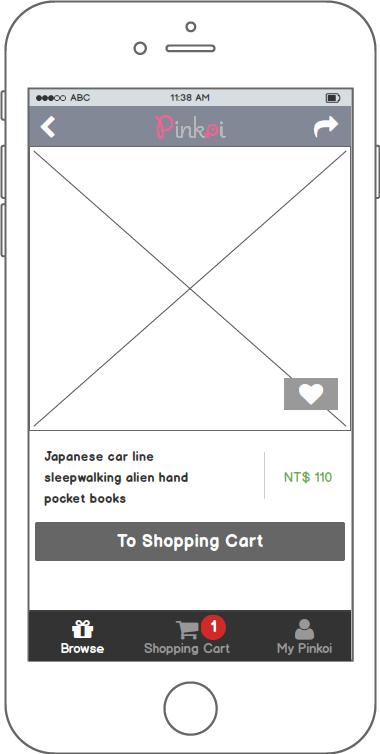 ABC
11:38 AM
Pinkoi
Japanese car line
sleepwalking alien hand
pocket books
NT$ 110
To Shopping Cart
1
Browse
Shopping Cart
My Pinkoi